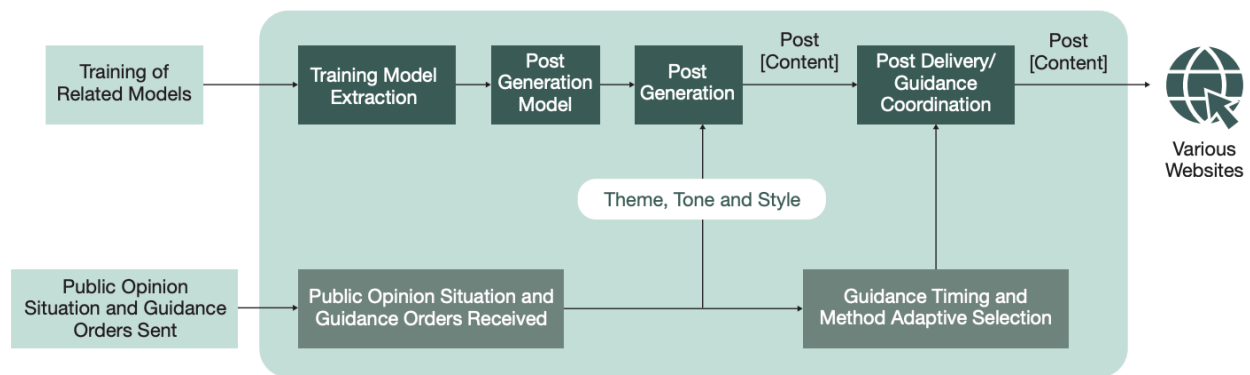 Training of
Related Models
Training Model
Extraction
Post
Generation
Model
Post
Generation
Post
[Content]
Post Delivery/
Guidance
Coordination
Post
[Content]
Various
Websites
Theme, Tone and Style
Public Opinion
Situation and Guidance
Orders Sent
Public Opinion Situation and
Guidance Orders Received
Guidance Timing and
Method Adaptive Selection